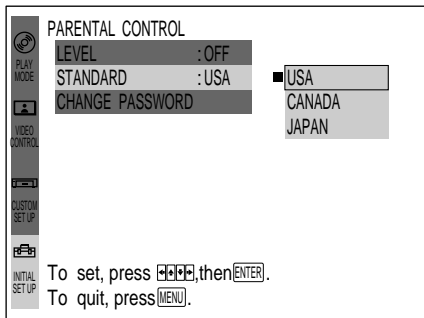 PARENTAL CONTROL
PLAY
MODE
LEVEL : OFF
STANDARD : USA
CHANGE PASSWORD
USA
CANADA
JAPAN
VIDEO
CONTROL
CUSTOM
SET UP
INITIAL
SET UP
To set, press ,then ENTER.
To quit, press MENU.